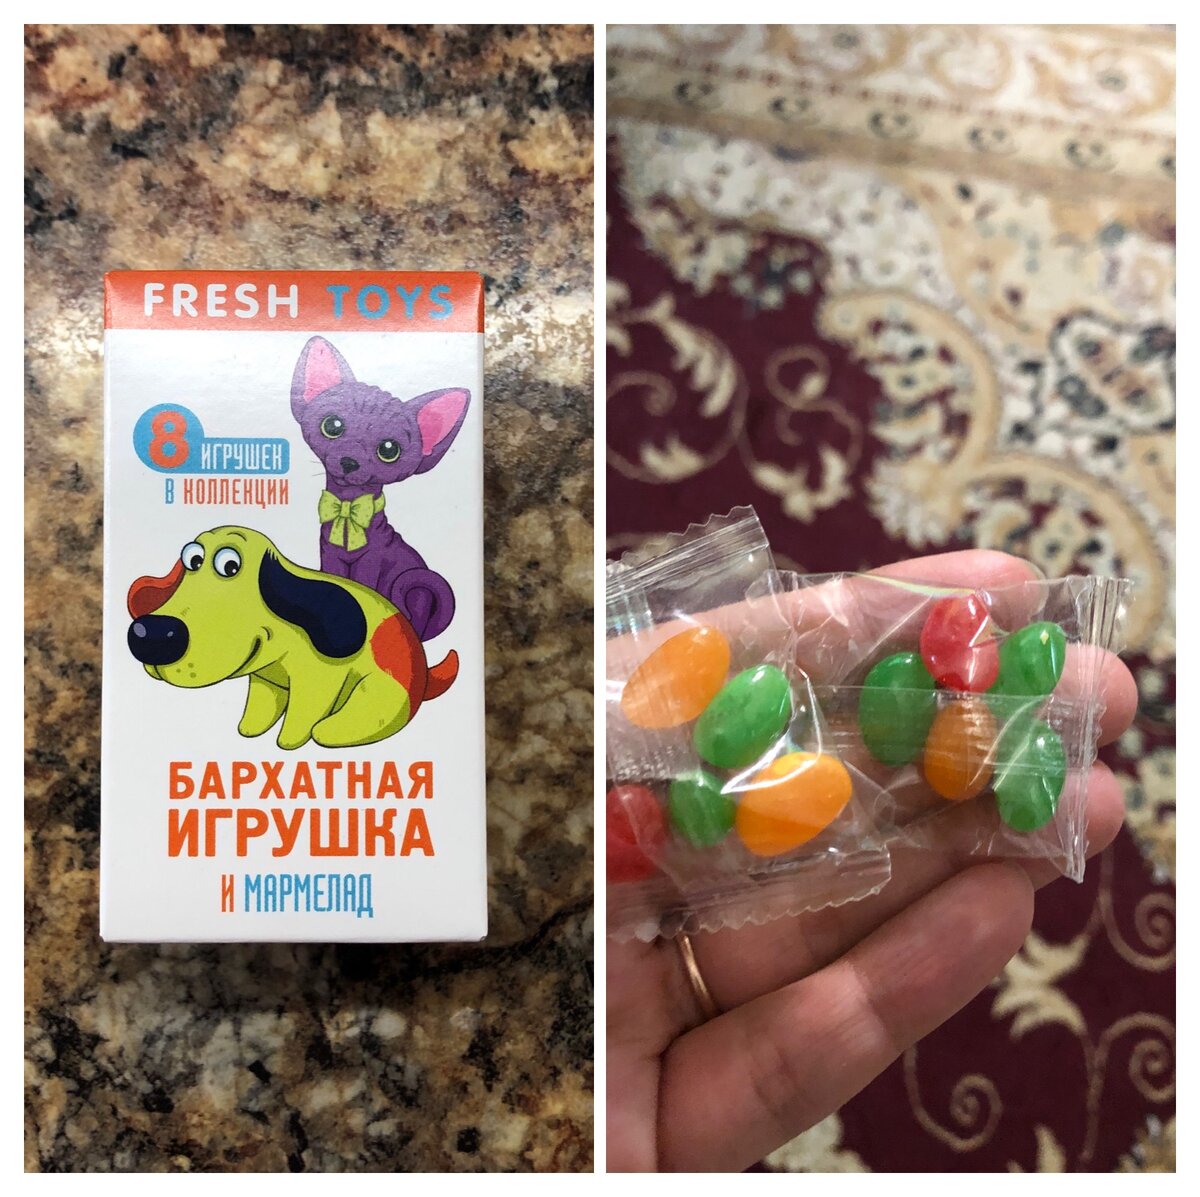 FRESH TOYS
8 ИГРУШЕК
В КОЛЛЕКЦИИ
БАРХАТНАЯ
ИГРУШКА
И МАРМЕЛАД